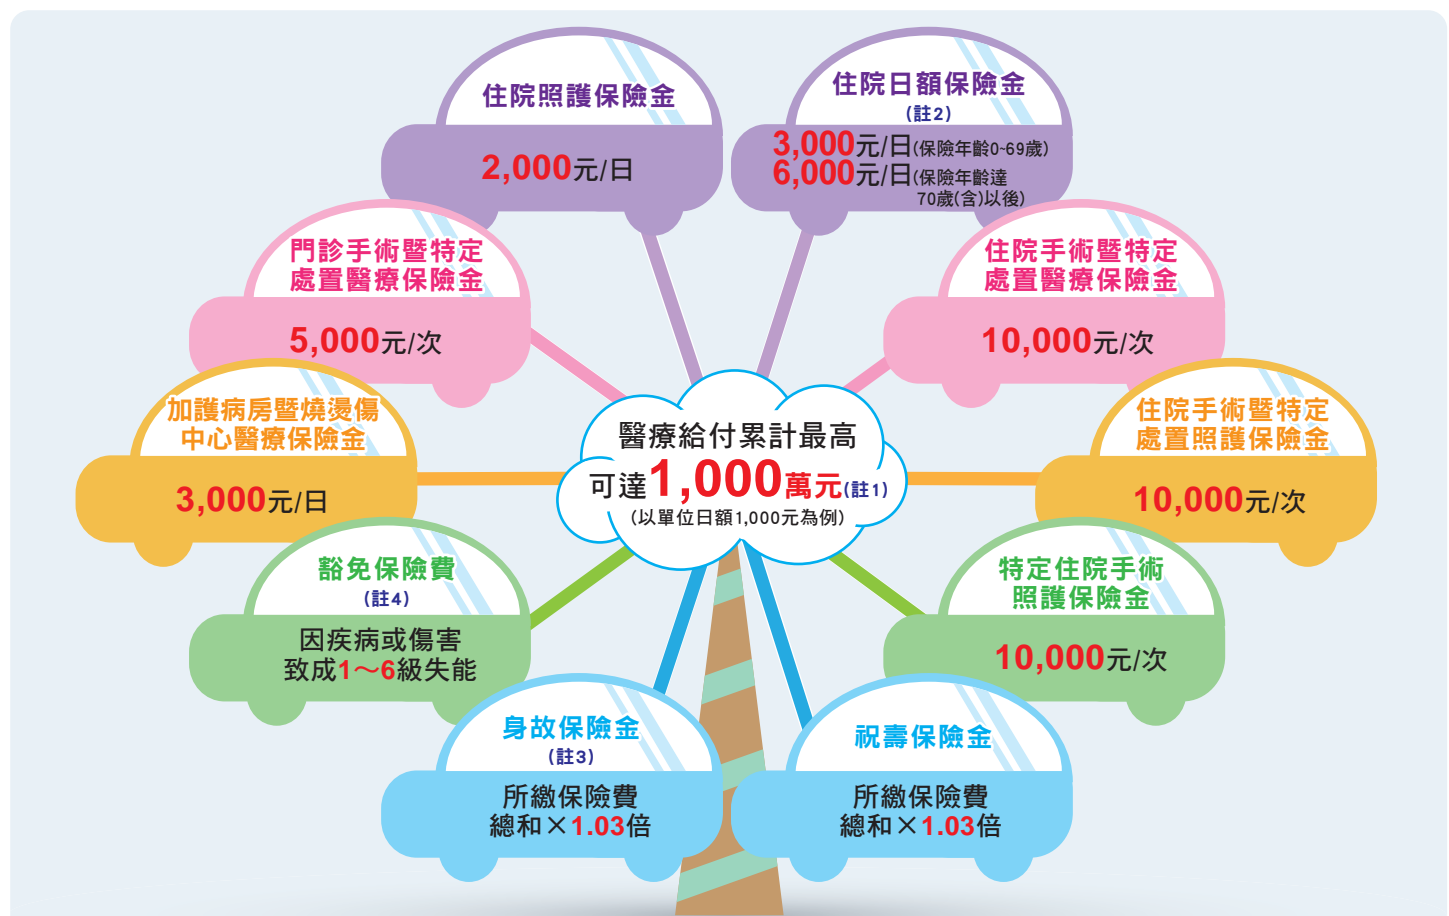 住院照護保險金
2,000元/日
住院日額保險金
(註2)
3,000元/日(保險年齡0~69歲)
6,000元/日(保險年齡達
70歲(含)以後)
門診手術暨特定
處置醫療保險金
5,000元/次
住院手術暨特定
處置醫療保險金
10,000元/次
加護病房暨燒燙傷
中心醫療保險金
3,000元/日
醫療給付累計最高
可達1,000萬元(註1)
(以單位日額1,000元為例)
住院手術暨特定
處置照護保險金
10,000元/次
豁免保險費
(註4)
因疾病或傷害
致成1～6級失能
特定住院手術
照護保險金
10,000元/次
身故保險金
(註3)
所繳保險費
總和×1.03倍
祝壽保險金
所繳保險費
總和×1.03倍